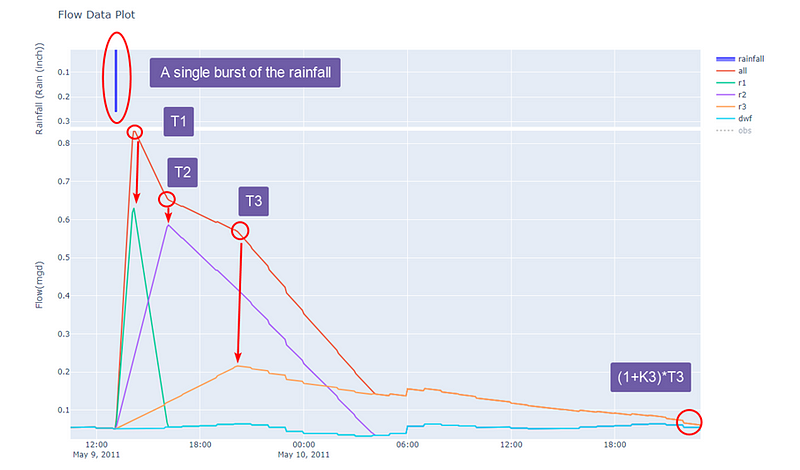 Flow Data Plot
Rainfall (Rain (inch))
0.1
0.2
0.3
A single burst of the rainfall
rainfall
all
r1
r2
r3
dwf
obs
T1
T2
T3
Flow(mgd)
0.8
0.7
0.6
0.5
0.4
0.3
0.2
0.1
(1+K3)*T3
12:00
18:00
00:00
06:00
12:00
18:00
May 9, 2011
May 10, 2011